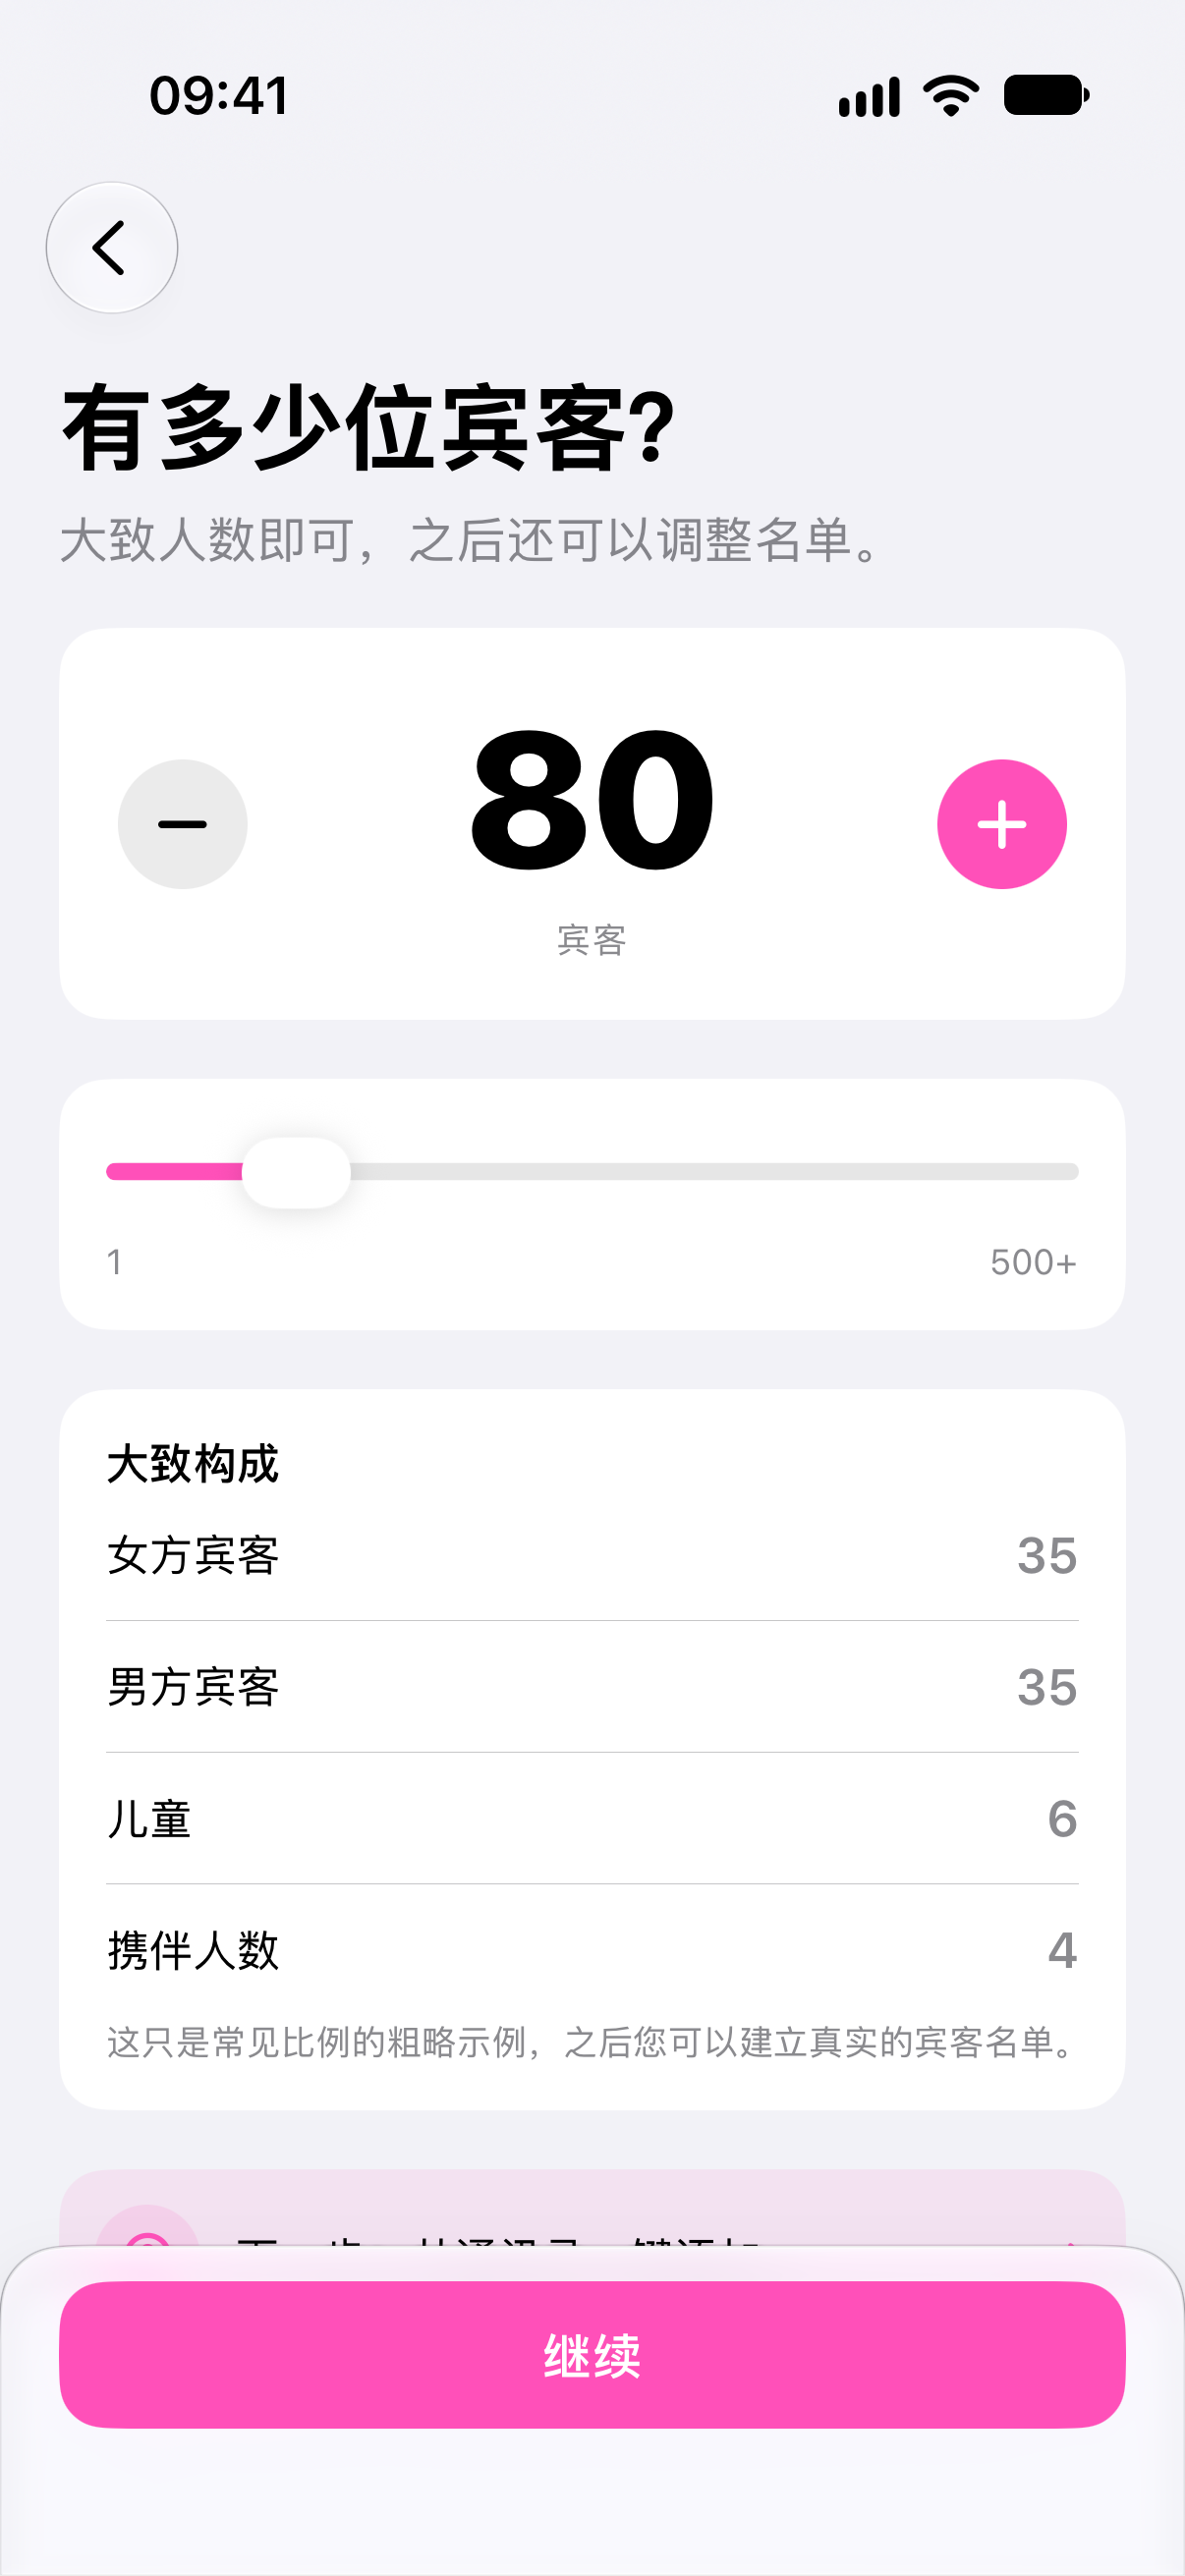 09:41
有多少位宾客?
大致人数即可，之后还可以调整名单。
80
宾客
1
500+
大致构成
女方宾客
35
男方宾客
35
儿童
6
携伴人数
4
这只是常见比例的粗略示例，之后您可以建立真实的宾客名单。
继续